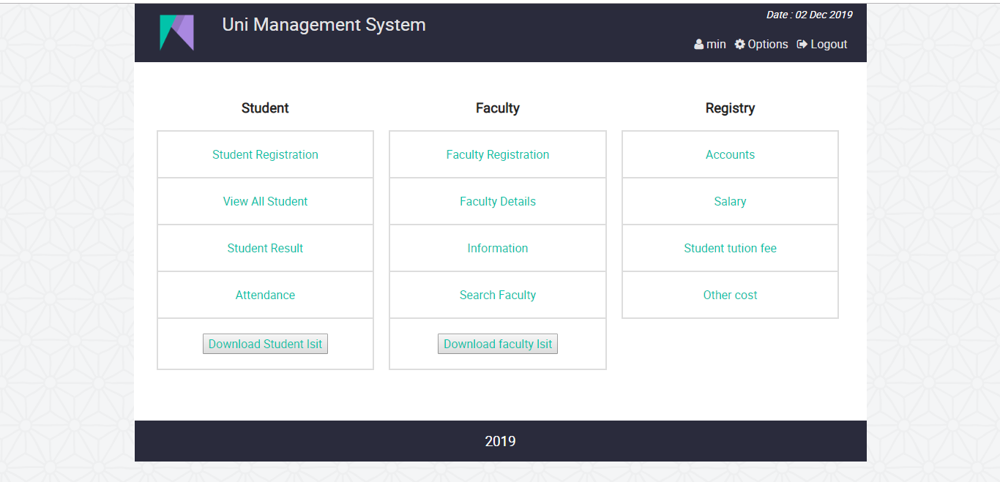 Uni Management System
Date : 02 Dec 2019
min Options Logout
Student
Student Registration
View All Student
Student Result
Attendance
Download Student lsit
Faculty
Faculty Registration
Faculty Details
Information
Search Faculty
Download faculty lsit
Registry
Accounts
Salary
Student tution fee
Other cost
2019